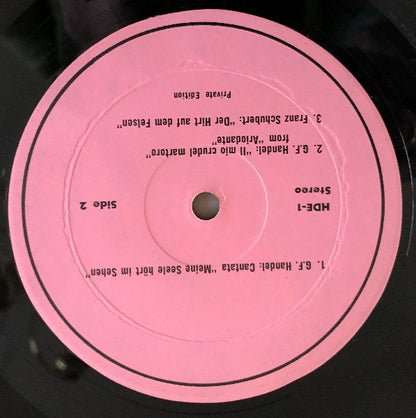 1. G.F. Handel: Cantata "Meine Seele hört im Sehen"
HDE-1
Stereo
Side 2
2. G.F. Handel: "Il mio crudel martoro"
from "Ariodante"
3. Franz Schubert: "Der Hirt auf dem Felsen"
Private Edition